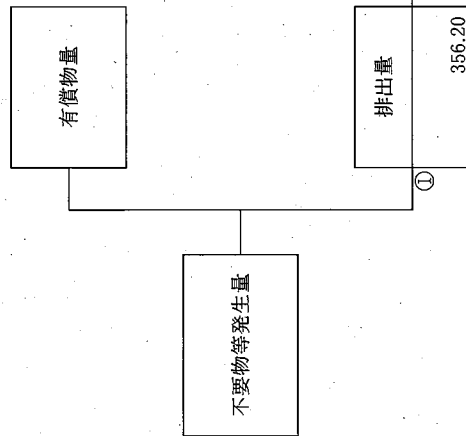 有償物量
不要物等発生量
排出量
①
356.20